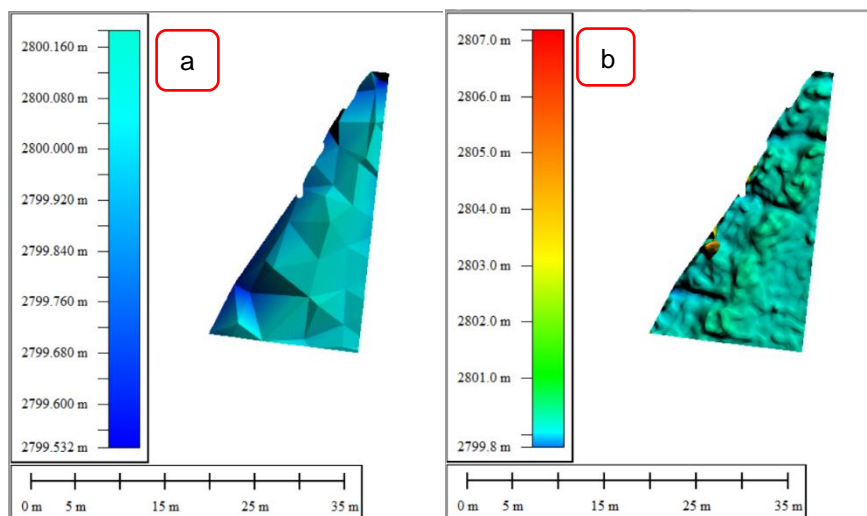 a
2800.160 m
2800.080 m
2800.000 m
2799.920 m
2799.840 m
2799.760 m
2799.680 m
2799.600 m
2799.532 m
0 m 5 m 15 m 25 m 35 m
b
2807.0 m
2806.0 m
2805.0 m
2804.0 m
2803.0 m
2802.0 m
2801.0 m
2799.8 m
0 m 5 m 15 m 25 m 35 m